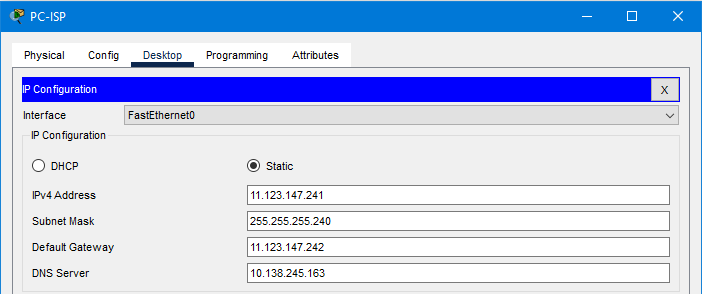 PC-ISP
Physical Config Desktop Programming Attributes
IP Configuration X
Interface FastEthernet0
IP Configuration
DHCP Static
IPv4 Address 11.123.147.241
Subnet Mask 255.255.255.240
Default Gateway 11.123.147.242
DNS Server 10.138.245.163